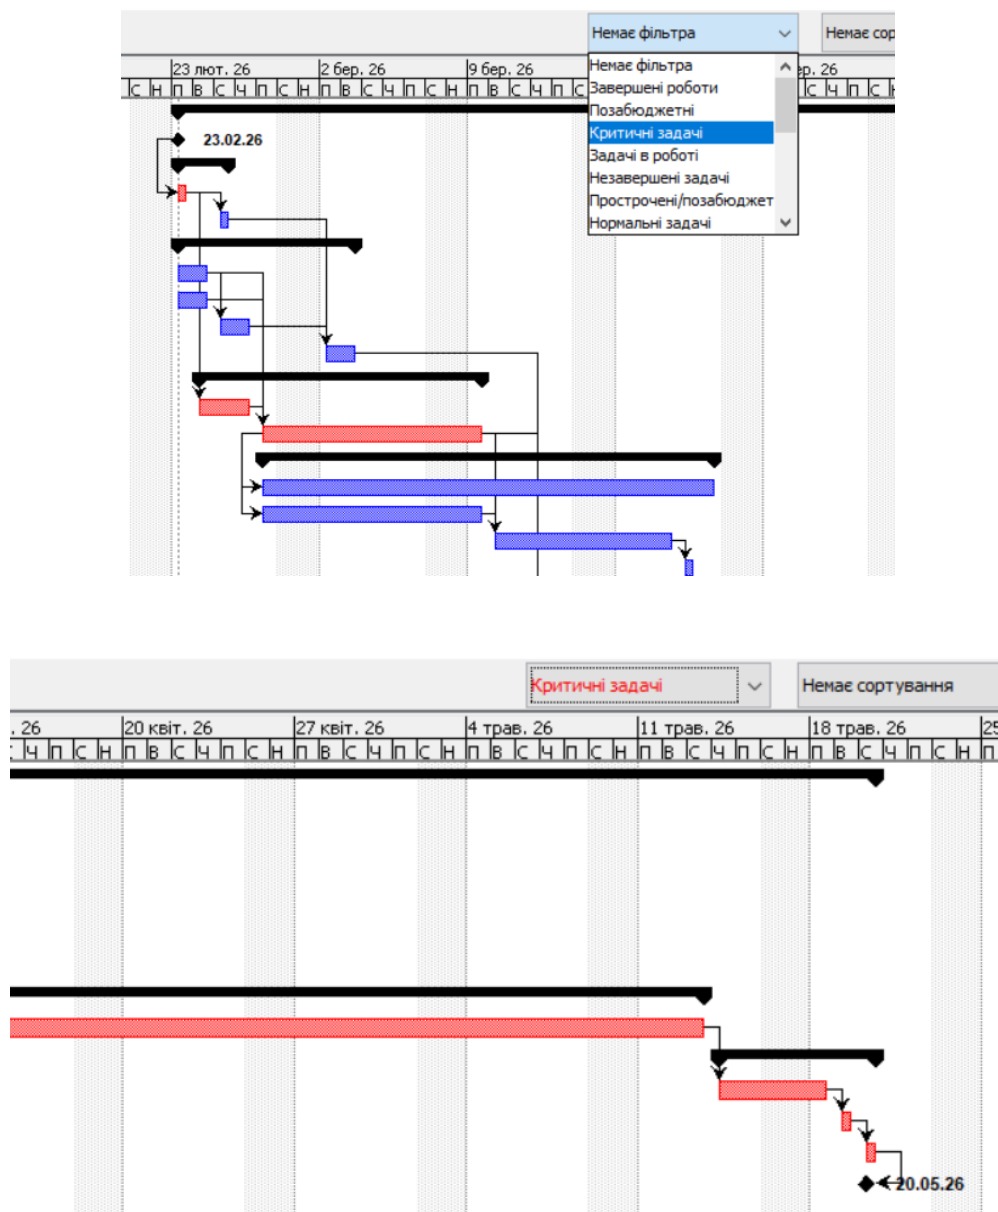 Немає фільтра
Немає сор
Немає фільтра
Завершені роботи
Позабюджетні
Критичні задачі
Задачі в роботі
Незавершені задачі
Прострочені/позабюджет
Нормальні задачі
23 лют. 26 2 бер. 26 9 бер. 26 ер. 26
С Н П В С Ч П С Н П В С Ч П С Н П В С Ч П С С Ч П С
23.02.26
Критичні задачі
Немає сортування
. 26 20 квіт. 26 27 квіт. 26 4 трав. 26 11 трав. 26 18 трав. 26 25
Ч П С Н П В С Ч П С Н П В С Ч П С Н П В С Ч П С Н П В С Ч П С Н П В С Ч П С Н П
20.05.26